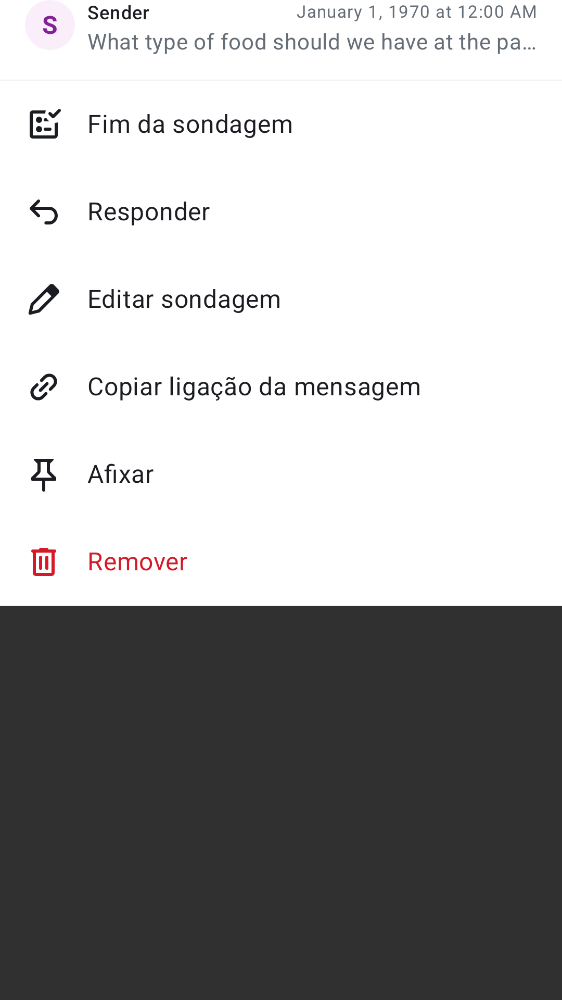 S
Sender
January 1, 1970 at 12:00 AM
What type of food should we have at the pa…
Fim da sondagem
Responder
Editar sondagem
Copiar ligação da mensagem
Afixar
Remover